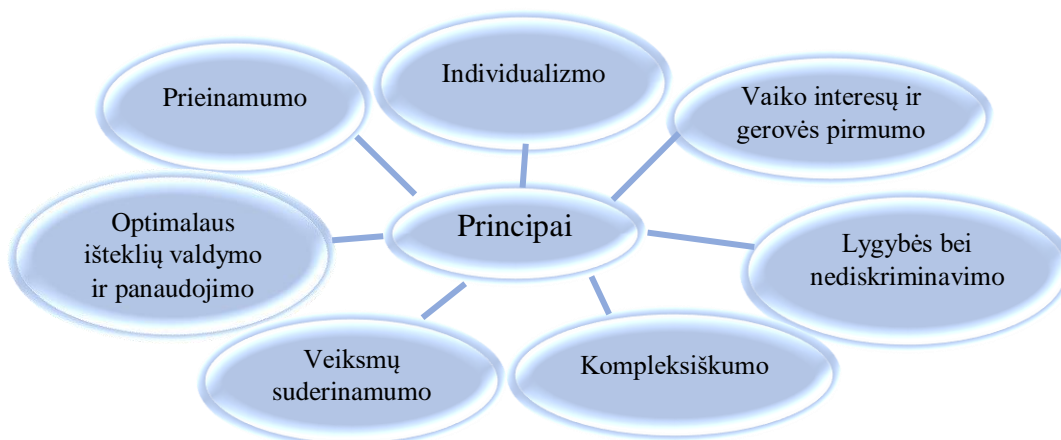 Individualizmo
Prieinamumo
Vaiko interesų ir
gerovės pirmumo
Principai
Optimalaus
išteklių valdymo
ir panaudojimo
Lygybės bei
nediskriminavimo
Veiksmų
suderinamumo
Kompleksiškumo